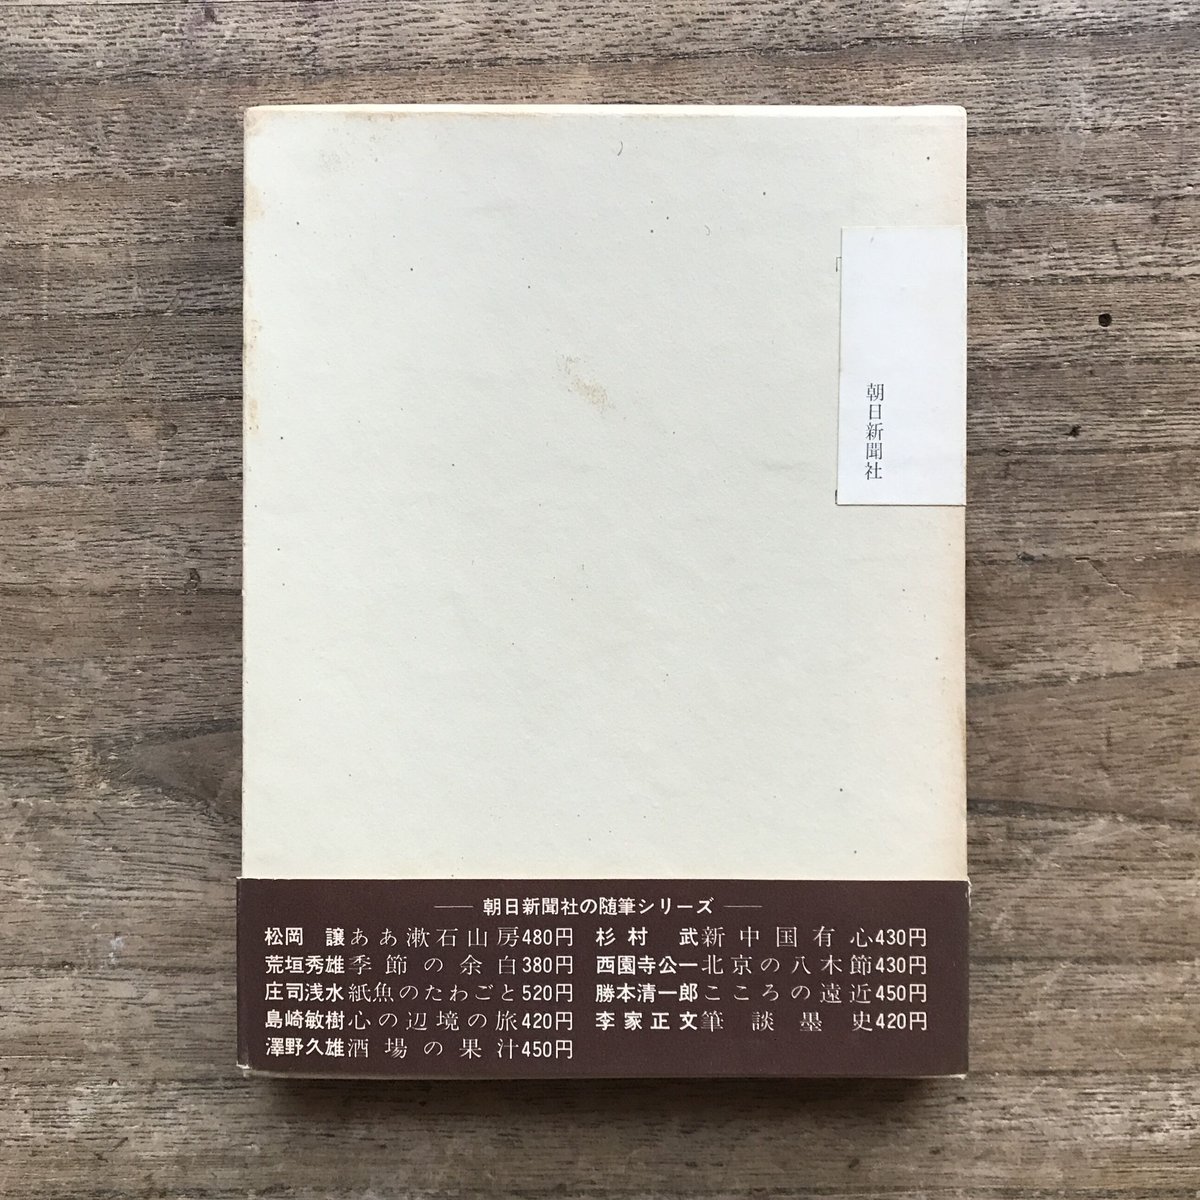 朝日新聞社
朝日新聞社の随筆シリーズ
松岡 譲 ああ漱石山房 480円
荒垣秀雄 季節の余白 380円
庄司浅水 紙魚のたわごと 520円
島崎敏樹 心の辺境の旅 420円
澤野久雄 酒場の果汁 450円
杉村 武 新中国有心 430円
西園寺公一 北京の八木節 430円
勝本清一郎 こころの遠近 450円
李家正文 筆談墨史 420円